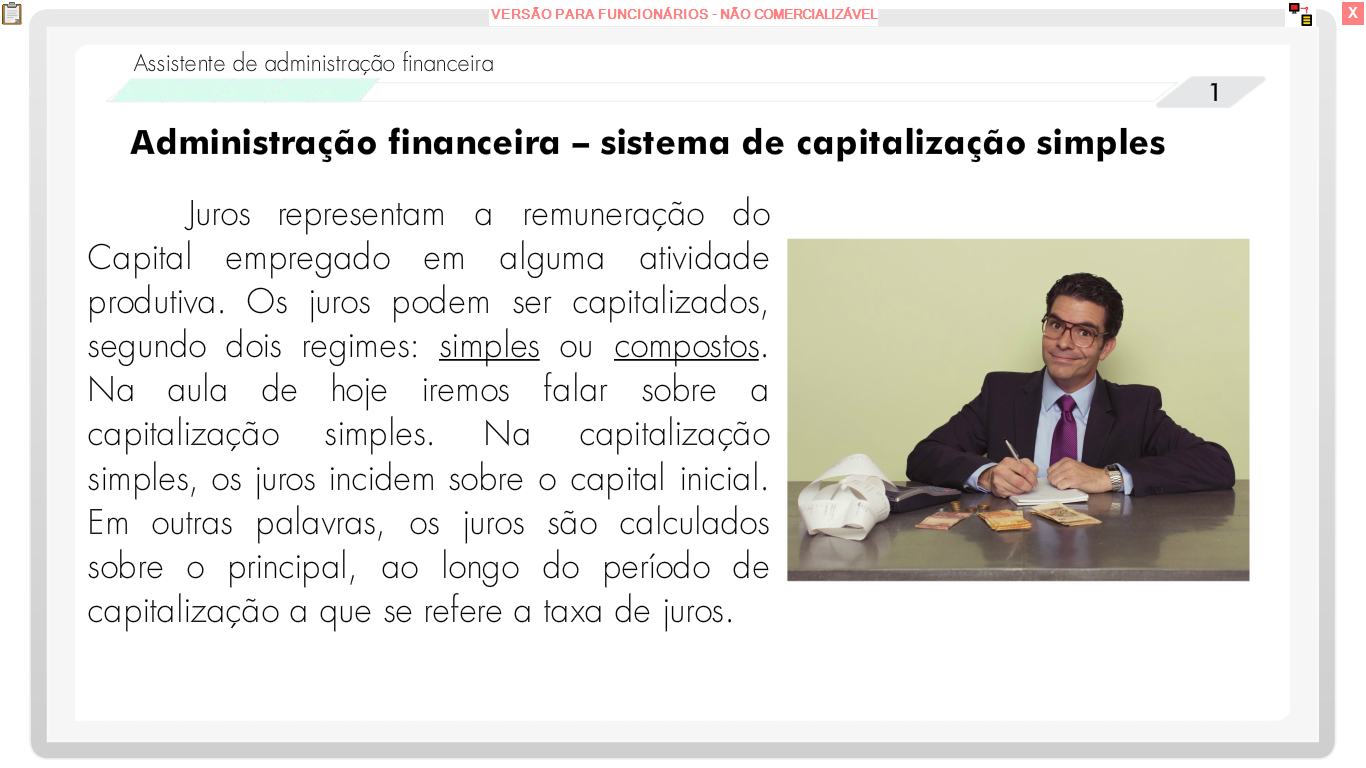 VERSÃO PARA FUNCIONÁRIOS - NÃO COMERCIALIZÁVEL
X
Assistente de administração financeira
1
Administração financeira – sistema de capitalização simples
Juros representam a remuneração do
Capital empregado em alguma atividade
produtiva. Os juros podem ser capitalizados,
segundo dois regimes: simples ou compostos.
Na aula de hoje iremos falar sobre a
capitalização simples. Na capitalização
simples, os juros incidem sobre o capital inicial.
Em outras palavras, os juros são calculados
sobre o principal, ao longo do período de
capitalização a que se refere a taxa de juros.